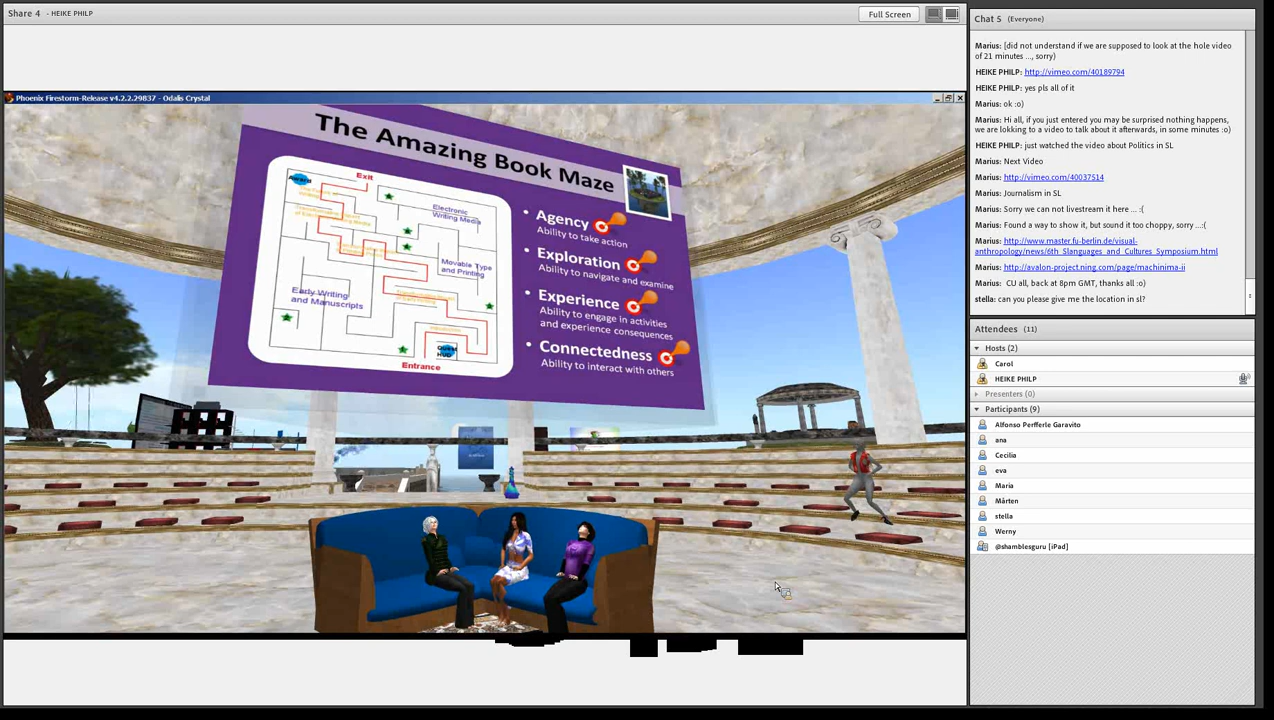 Share 4 - HEIKE PHILP
Full Screen
Phoenix Firestorm-Release v4.2.2.29837 - Odalis Crystal
The Amazing Book Maze
Award
Exit
Electronic
Writing Media
Movable Type
and Printing
Early Writing
and Manuscripts
Quest
HUD
Entrance
• Agency
Ability to take action
• Exploration
Ability to navigate and examine
• Experience
Ability to engage in activities
and experience consequences
• Connectedness
Ability to interact with others
Chat 5 (Everyone)
Marius: [did not understand if we are supposed to look at the hole video
of 21 minutes ..., sorry)
HEIKE PHILP: http://vimeo.com/40189794
HEIKE PHILP: yes pls all of it
Marius: ok :o)
Marius: Hi all, if you just entered you may be surprised nothing happens,
we are lokking to a video to talk about it afterwards, in some minutes :o)
HEIKE PHILP: just watched the video about Politics in SL
Marius: Next Video
Marius: http://vimeo.com/40037514
Marius: Journalism in SL
Marius: Sorry we can not livestream it here ... :(
Marius: Found a way to show it, but sound it too choppy, sorry ...:(
Marius: http://www.master.fu-berlin.de/visual-
anthropology/news/6th_Slanguages_and_Cultures_Symposium.html
Marius: http://avalon-project.ning.com/page/machinima-ii
Marius: CU all, back at 8pm GMT, thanks all :o)
stella: can you please give me the location in sl?
Attendees (11)
Hosts (2)
Carol
HEIKE PHILP
Presenters (0)
Participants (9)
Alfonso Perfferle Garavito
ana
Cecilia
eva
Maria
Mårten
stella
Werny
@shamblesguru [iPad]